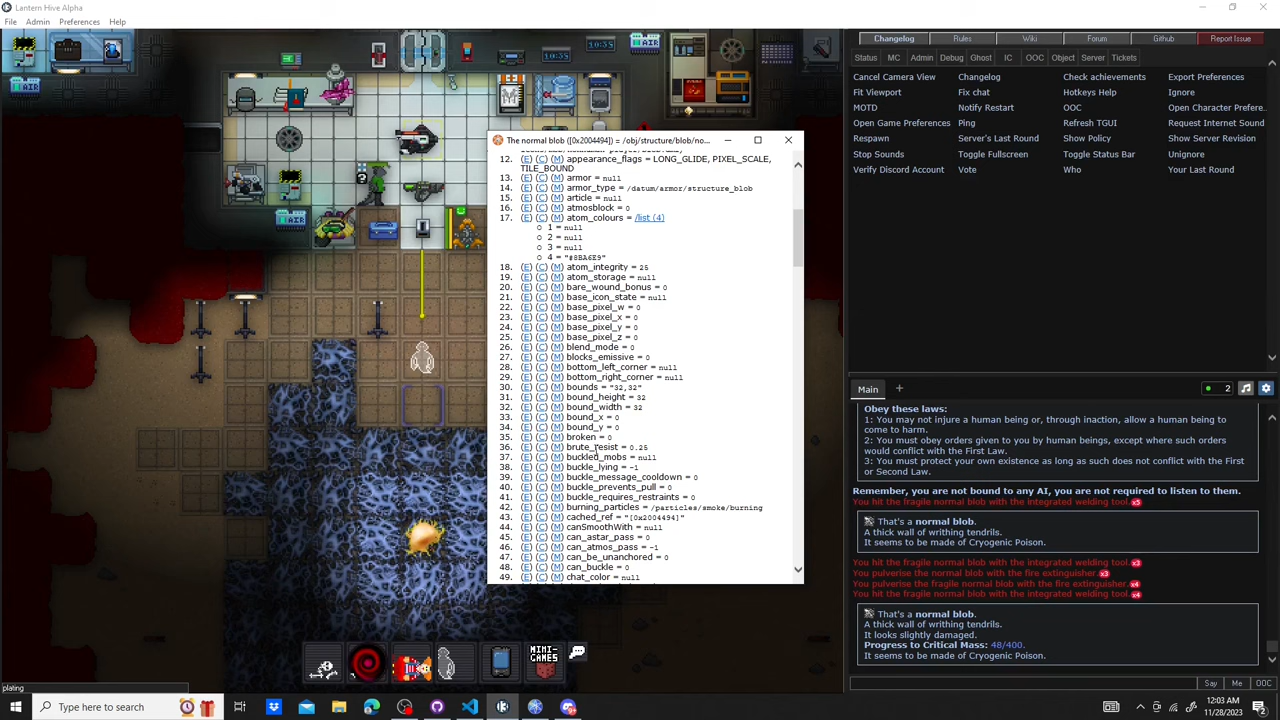 Lantern Hive Alpha
File Admin Preferences Help
10:35
10:35
AIR
AIR
AIR
AIR
?
MIMI-
GAMES
plating
The normal blob ([0x2004494]) = /obj/structure/blob/no...
12. (E) (C) (M) appearance_flags = LONG_GLIDE, PIXEL_SCALE,
TILE_BOUND
13. (E) (C) (M) armor = null
14. (E) (C) (M) armor_type = /datum/armor/structure_blob
15. (E) (C) (M) article = null
16. (E) (C) (M) atmosblock = 0
17. (E) (C) (M) atom_colours = /list (4)
o 1 = null
o 2 = null
o 3 = null
o 4 = "#8BA6E9"
18. (E) (C) (M) atom_integrity = 25
19. (E) (C) (M) atom_storage = null
20. (E) (C) (M) bare_wound_bonus = 0
21. (E) (C) (M) base_icon_state = null
22. (E) (C) (M) base_pixel_w = 0
23. (E) (C) (M) base_pixel_x = 0
24. (E) (C) (M) base_pixel_y = 0
25. (E) (C) (M) base_pixel_z = 0
26. (E) (C) (M) blend_mode = 0
27. (E) (C) (M) blocks_emissive = 0
28. (E) (C) (M) bottom_left_corner = null
29. (E) (C) (M) bottom_right_corner = null
30. (E) (C) (M) bounds = "32,32"
31. (E) (C) (M) bound_height = 32
32. (E) (C) (M) bound_width = 32
33. (E) (C) (M) bound_x = 0
34. (E) (C) (M) bound_y = 0
35. (E) (C) (M) broken = 0
36. (E) (C) (M) brute_resist = 0.25
37. (E) (C) (M) buckled_mobs = null
38. (E) (C) (M) buckle_lying = -1
39. (E) (C) (M) buckle_message_cooldown = 0
40. (E) (C) (M) buckle_prevents_pull = 0
41. (E) (C) (M) buckle_requires_restraints = 0
42. (E) (C) (M) burning_particles = /particles/smoke/burning
43. (E) (C) (M) cached_ref = "[0x2004494]"
44. (E) (C) (M) canSmoothWith = null
45. (E) (C) (M) can_astar_pass = 0
46. (E) (C) (M) can_atmos_pass = -1
47. (E) (C) (M) can_be_unanchored = 0
48. (E) (C) (M) can_buckle = 0
49. (E) (C) (M) chat_color = null
Changelog Rules Wiki Forum Github Report Issue
Status MC Admin Debug Ghost IC OOC Object Server Tickets
Cancel Camera View Changelog Check achievements Export Preferences
Fit Viewport Fix chat Hotkeys Help Ignore
MOTD Notify Restart OOC Open Character Prefere...
Open Game Preferences Ping Refresh TGUI Request Internet Sound
Respawn Server's Last Round Show Policy Show Server Revision
Stop Sounds Toggle Fullscreen Toggle Status Bar Unignore
Verify Discord Account Vote Who Your Last Round
Main + 2
Obey these laws:
1: You may not injure a human being or, through inaction, allow a human being to
come to harm.
2: You must obey orders given to you by human beings, except where such orders
would conflict with the First Law.
3: You must protect your own existence as long as such does not conflict with the First
or Second Law.
Remember, you are not bound to any AI, you are not required to listen to them.
You hit the fragile normal blob with the integrated welding tool. x5
That's a normal blob.
A thick wall of writhing tendrils.
It seems to be made of Cryogenic Poison.
You hit the fragile normal blob with the integrated welding tool. x3
You pulverise the normal blob with the fire extinguisher. x3
You pulverise the fragile normal blob with the fire extinguisher. x4
You hit the fragile normal blob with the integrated welding tool. x4
That's a normal blob.
A thick wall of writhing tendrils.
It looks slightly damaged.
Progress to Critical Mass: 48/400.
It seems to be made of Cryogenic Poison.
Say Me OOC
Type here to search
12:03 AM
11/28/2023